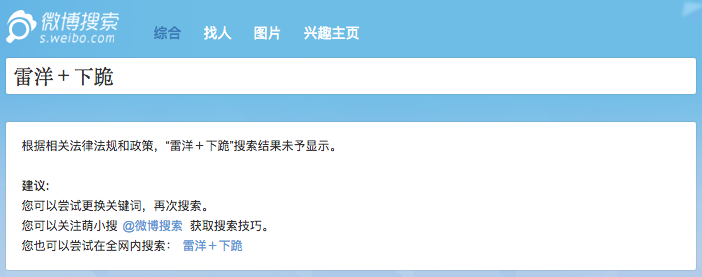 微博搜索
s.weibo.com
综合 找人 图片 兴趣主页
雷洋+下跪
根据相关法律法规和政策，“雷洋+下跪”搜索结果未予显示。
建议:
您可以尝试更换关键词，再次搜索。
您可以关注萌小搜 @微博搜索 获取搜索技巧。
您也可以尝试在全网内搜索： 雷洋+下跪